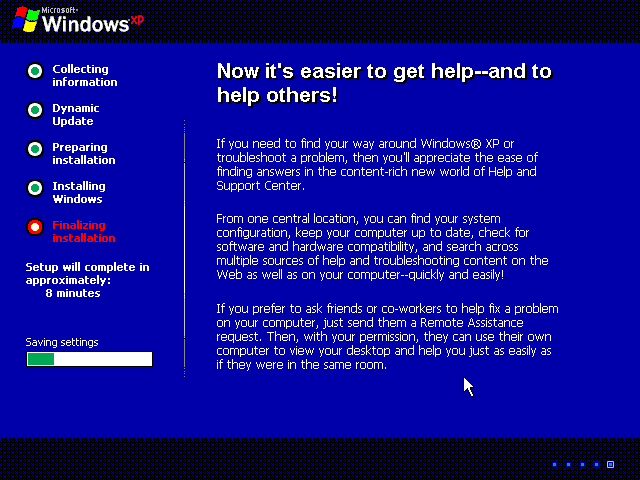 Microsoft®
Windows xp
Collecting
information
Dynamic
Update
Preparing
installation
Installing
Windows
Finalizing
installation
Setup will complete in
approximately:
8 minutes
Saving settings
Now it's easier to get help--and to
help others!
If you need to find your way around Windows® XP or
troubleshoot a problem, then you'll appreciate the ease of
finding answers in the content-rich new world of Help and
Support Center.
From one central location, you can find your system
configuration, keep your computer up to date, check for
software and hardware compatibility, and search across
multiple sources of help and troubleshooting content on the
Web as well as on your computer--quickly and easily!
If you prefer to ask friends or co-workers to help fix a problem
on your computer, just send them a Remote Assistance
request. Then, with your permission, they can use their own
computer to view your desktop and help you just as easily as
if they were in the same room.